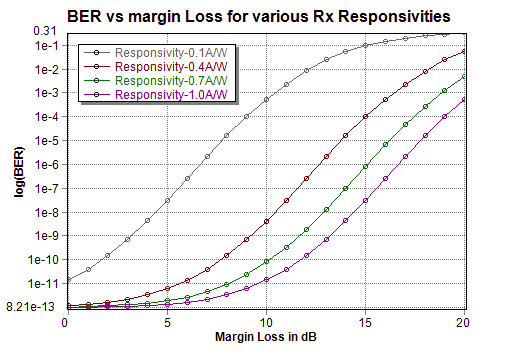 BER vs margin Loss for various Rx Responsivities
0.31
1e-1
1e-2
1e-3
1e-4
1e-5
1e-6
1e-7
1e-8
1e-9
1e-10
1e-11
8.21e-13
log(BER)
Responsivity-0.1A/W
Responsivity-0.4A/W
Responsivity-0.7A/W
Responsivity-1.0A/W
0 5 10 15 20
Margin Loss in dB